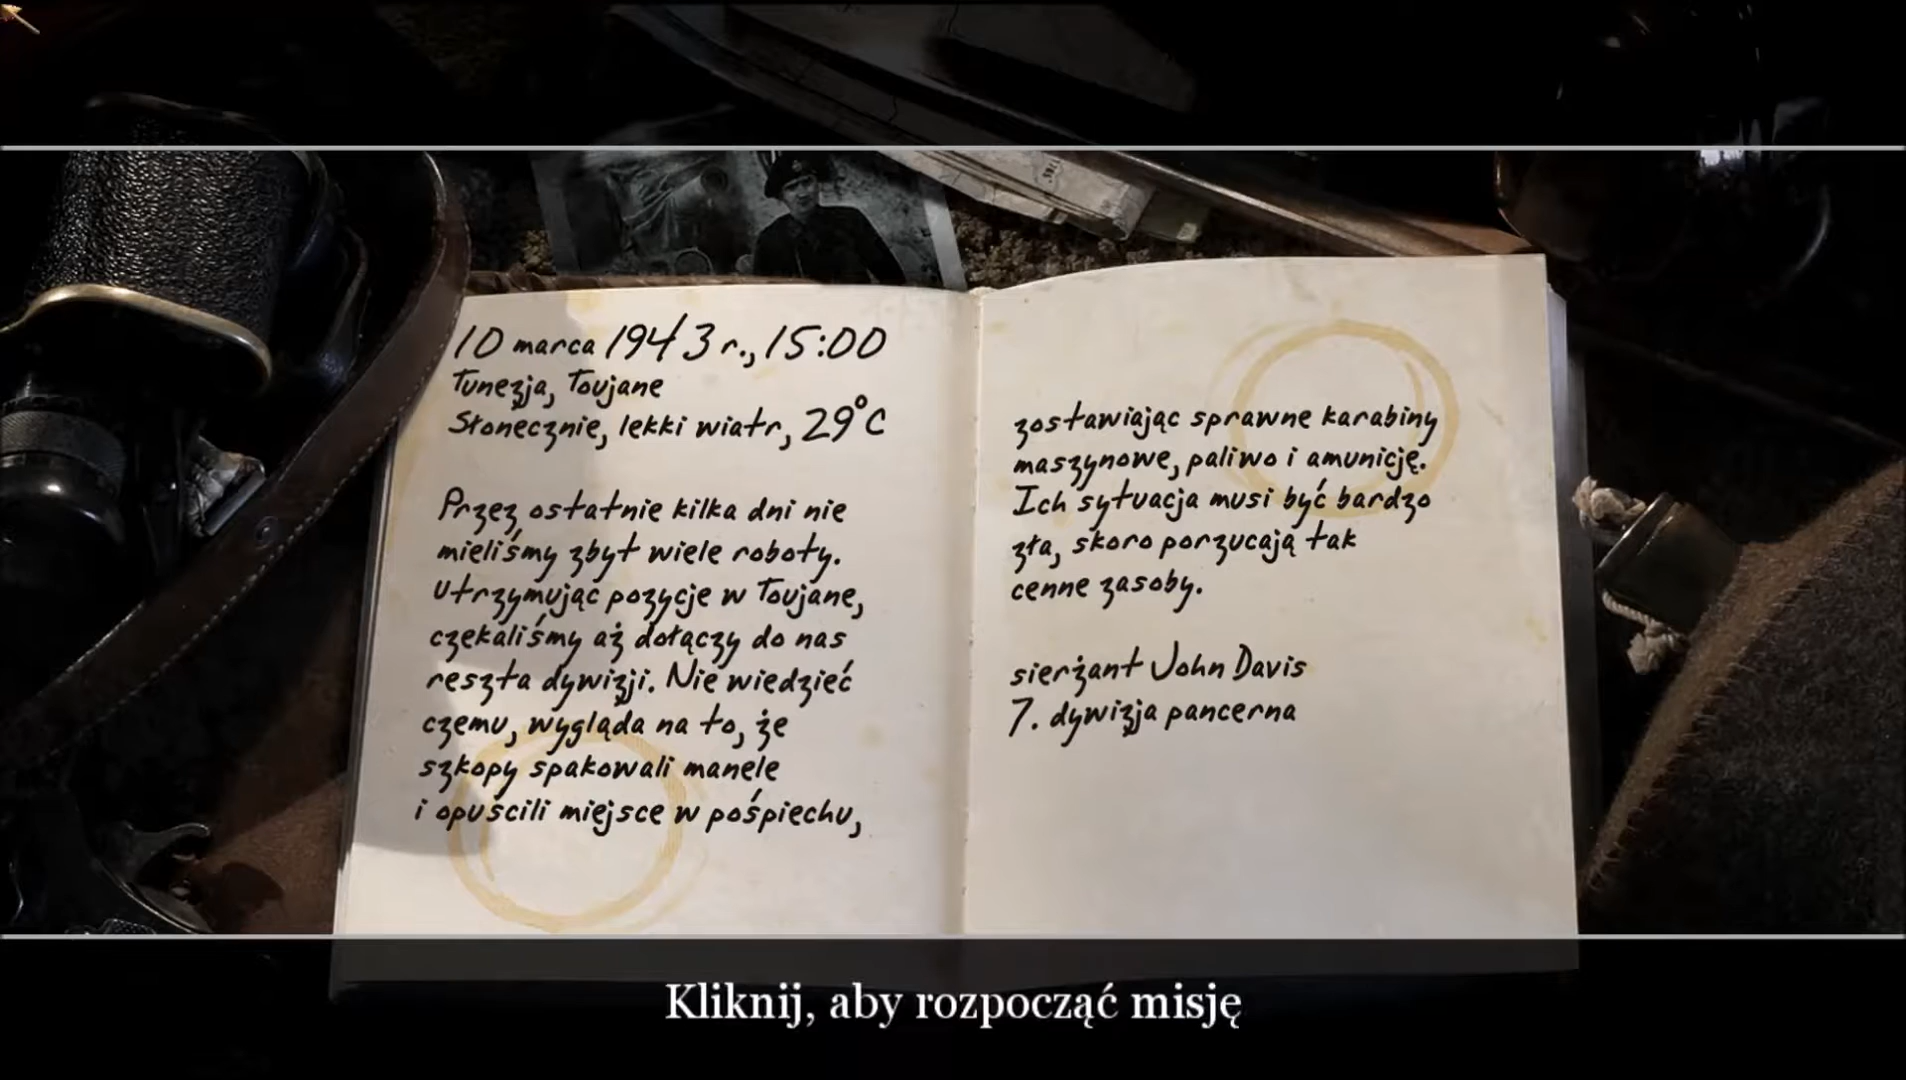 10 marca 1943 r., 15:00
Tunezja, Toujane
Słonecznie, lekki wiatr, 29°C
Przez ostatnie kilka dni nie
mieliśmy zbyt wiele roboty.
Utrzymując pozycje w Toujane,
czekaliśmy aż dołączy do nas
reszta dywizji. Nie wiedzieć
czemu, wygląda na to, że
szkopy spakowali manele
i opuścili miejsce w pośpiechu,
zostawiając sprawne karabiny
maszynowe, paliwo i amunicję.
Ich sytuacja musi być bardzo
zła, skoro porzucają tak
cenne zasoby.
sierżant John Davis
7. dywizja pancerna
Kliknij, aby rozpocząć misję